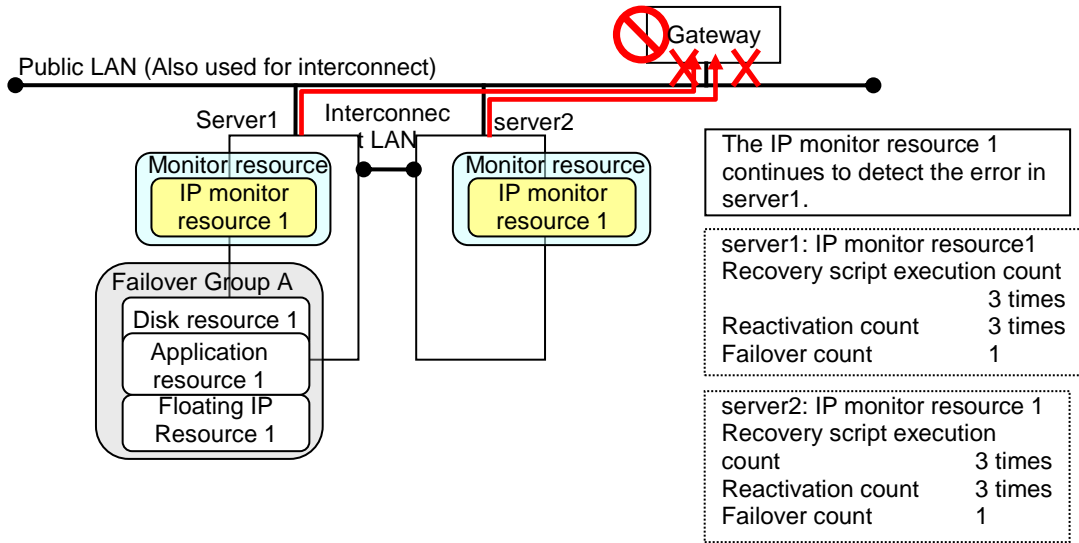 Gateway
Public LAN (Also used for interconnect)
Server1
Interconnec
t LAN
server2
Monitor resource
IP monitor
resource 1
Monitor resource
IP monitor
resource 1
Failover Group A
Disk resource 1
Application
resource 1
Floating IP
Resource 1
The IP monitor resource 1
continues to detect the error in
server1.
server1: IP monitor resource1
Recovery script execution count
3 times
Reactivation count 3 times
Failover count 1
server2: IP monitor resource 1
Recovery script execution
count 3 times
Reactivation count 3 times
Failover count 1